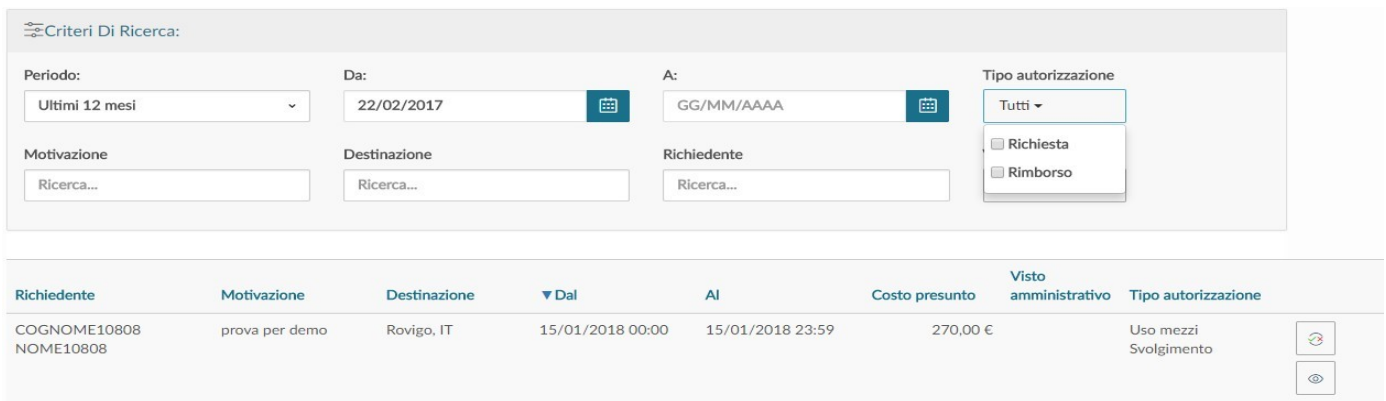 Criteri Di Ricerca:
Periodo: Da: A: Tipo autorizzazione
Ultimi 12 mesi 22/02/2017 GG/MM/AAAA Tutti
Richiesta
Motivazione Destinazione Richiedente
Ricerca... Ricerca... Ricerca... Rimborso
Visto
Richiedente Motivazione Destinazione Dal Al Costo presunto amministrativo Tipo autorizzazione
COGNOME10808 prova per demo Rovigo, IT 15/01/2018 00:00 15/01/2018 23:59 270,00 € Uso mezzi
NOME10808 Svolgimento